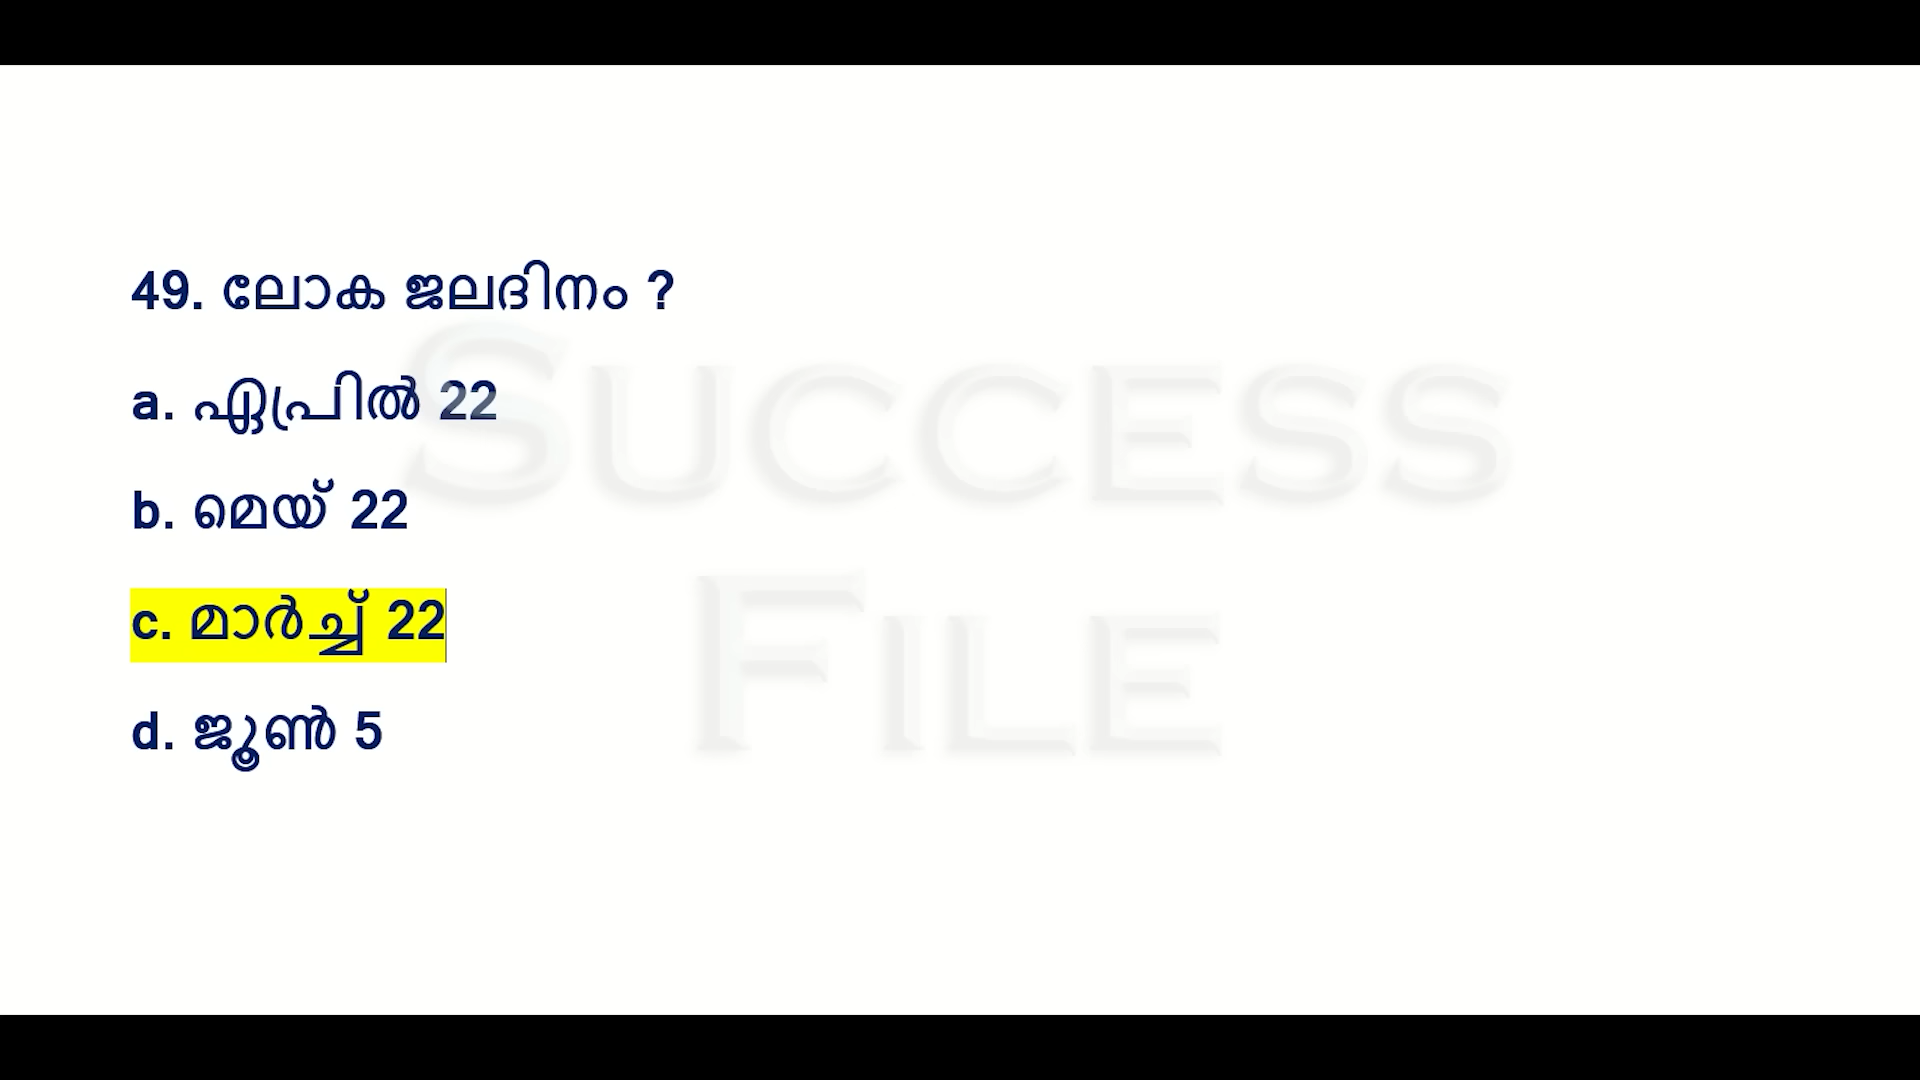 49. ലോക ജലദിനം ?
a. ഏപ്രിൽ 22
b. മെയ് 22
c. മാർച്ച് 22
d. ജൂൺ 5
SUCCESS
FILE